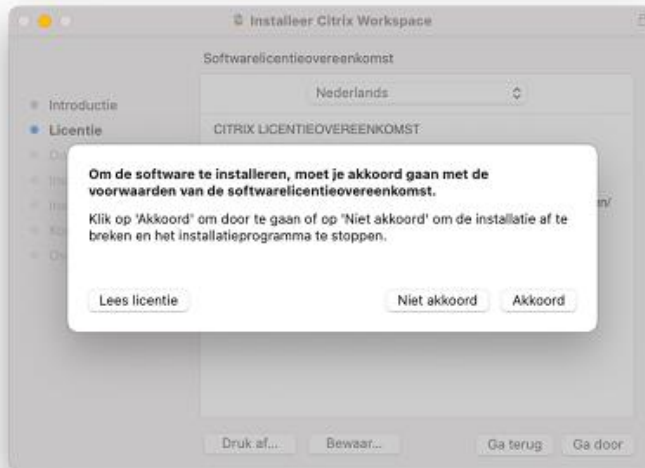 Installeer Citrix Workspace
Softwarelicentieovereenkomst
Nederlands
Introductie
Licentie
CITRIX LICENTIEOVEREENKOMST
Om de software te installeren, moet je akkoord gaan met de
voorwaarden van de softwarelicentieovereenkomst.
Klik op 'Akkoord' om door te gaan of op 'Niet akkoord' om de installatie af te
breken en het installatieprogramma te stoppen.
Lees licentie
Niet akkoord
Akkoord
Druk af...
Bewaar...
Ga terug
Ga door